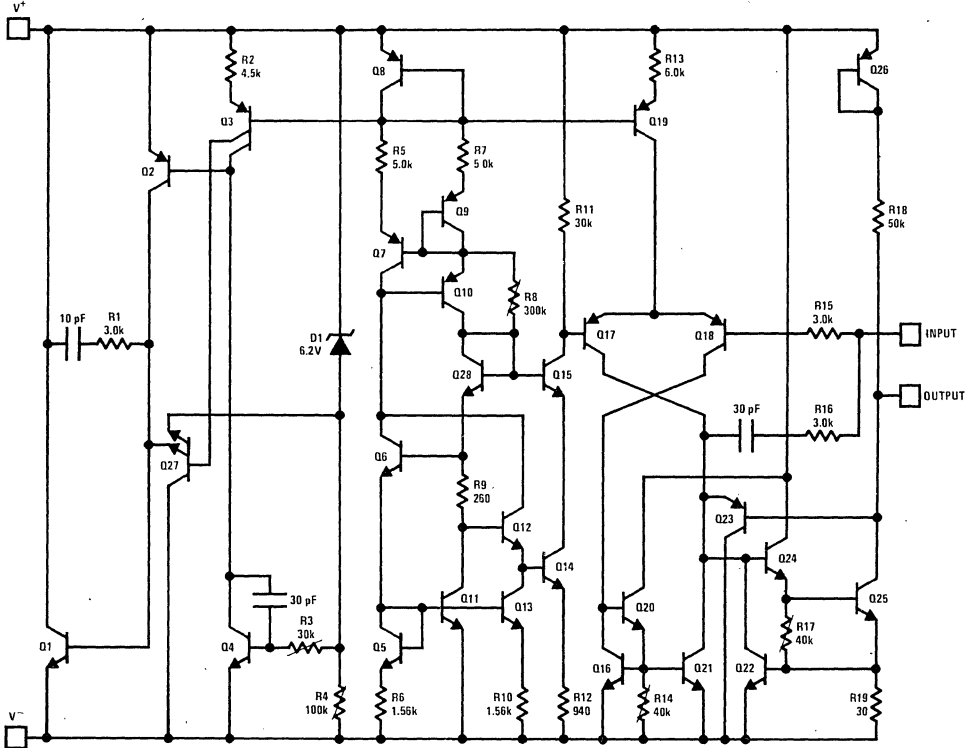 V+
R2
4.5k
Q8
R13
6.0k
Q26
Q3
Q19
Q2
R5
5.0k
R7
5 0k
Q9
R11
30k
R18
50k
Q7
Q10
R8
300k
10 pF
R1
3.0k
D1
6.2V
Q17
Q18
R15
3.0k
INPUT
Q28
Q15
OUTPUT
30 pF
R16
3.0k
Q27
Q6
R9
260
Q12
Q23
Q24
Q14
30 pF
Q11
Q13
Q20
Q25
R3
30k
R17
40k
Q1
Q4
Q5
Q16
Q21
Q22
R4
100k
R6
1.56k
R10
1.56k
R12
940
R14
40k
R19
30
V−